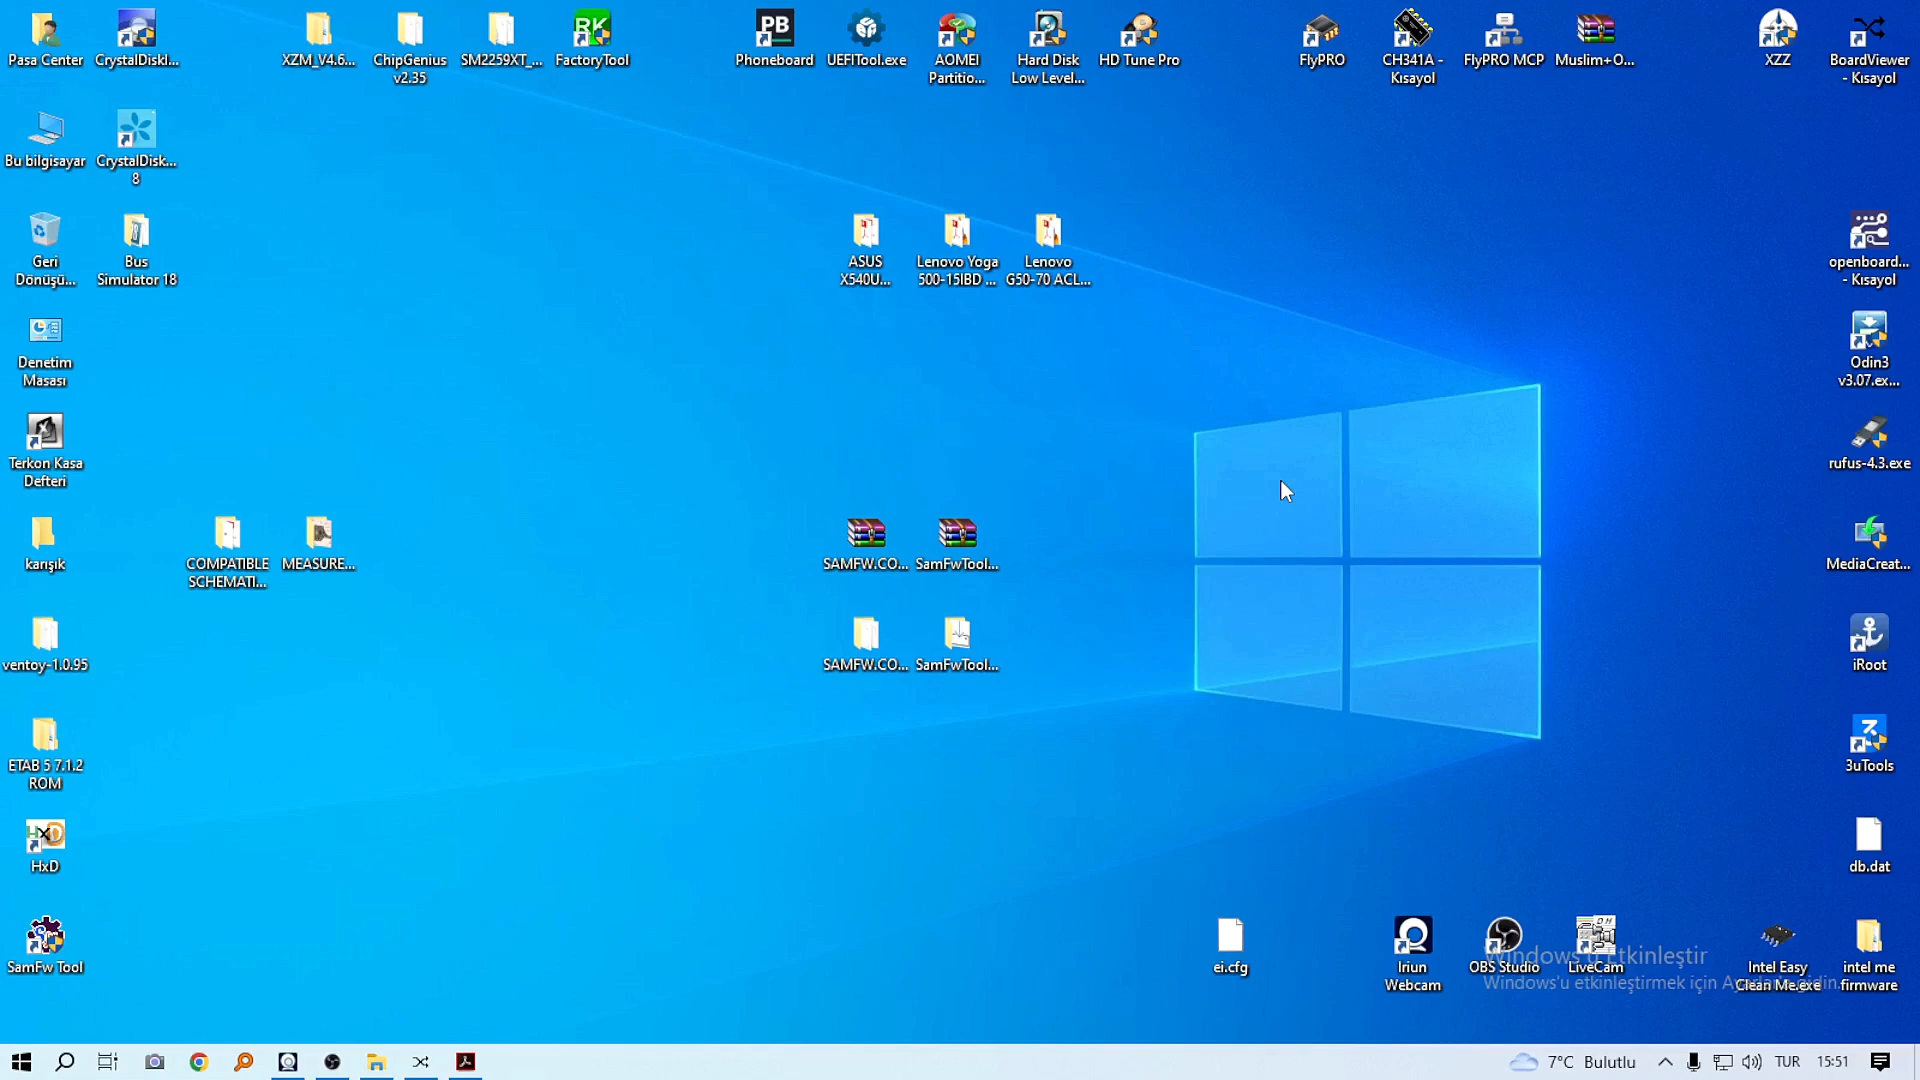 Pasa Center
CrystalDiskI...
XZM_V4.6...
ChipGenius
v2.35
SM2259XT_...
FactoryTool
Phoneboard
UEFITool.exe
AOMEI
Partitio...
Hard Disk
Low Level...
HD Tune Pro
FlyPRO
CH341A -
Kısayol
FlyPRO MCP
Muslim+O...
XZZ
BoardViewer
- Kısayol
Bu bilgisayar
CrystalDisk...
8
Geri
Dönüşü...
Bus
Simulator 18
ASUS
X540U...
Lenovo Yoga
500-15IBD ...
Lenovo
G50-70 ACL...
openboard...
- Kısayol
Denetim
Masası
Odin3
v3.07.ex...
Terkon Kasa
Defteri
rufus-4.3.exe
karışık
COMPATIBLE
SCHEMATI...
MEASURE...
SAMFW.CO...
SamFwTool...
MediaCreat...
ventoy-1.0.95
SAMFW.CO...
SamFwTool...
iRoot
ETAB 5 7.1.2
ROM
3uTools
HxD
db.dat
SamFw Tool
ei.cfg
Iriun
Webcam
OBS Studio
LiveCam
Intel Easy
Clean Me.exe
intel me
firmware
Windows'u Etkinleştir
Windows'u etkinleştirmek için Ayarlar'a gidin.
7°C Bulutlu
TUR
15:51